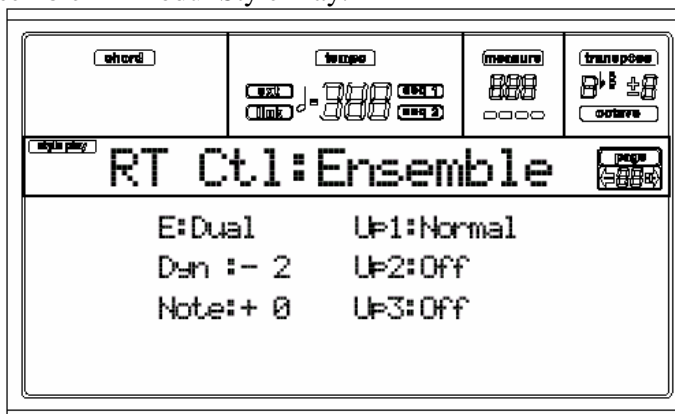 chord
tempo
measure
transpose
ext
seq 1
link
seq 2
octave
style play
RT Ctl:Ensemble
page
E:Dual Up1:Normal
Dyn :- 2 Up2:Off
Note:+ 0 Up3:Off